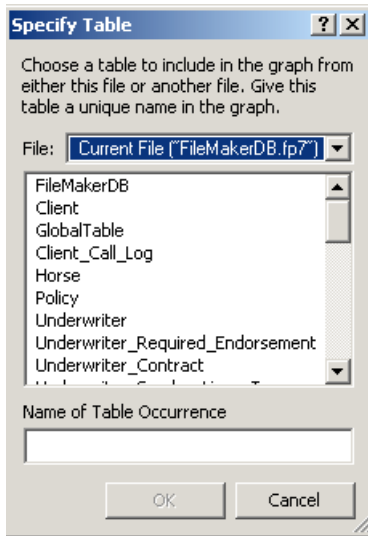 Specify Table
Choose a table to include in the graph from
either this file or another file. Give this
table a unique name in the graph.
File: Current File ("FileMakerDB.fp7")
FileMakerDB
Client
GlobalTable
Client_Call_Log
Horse
Policy
Underwriter
Underwriter_Required_Endorsement
Underwriter_Contract
Name of Table Occurrence
OK Cancel